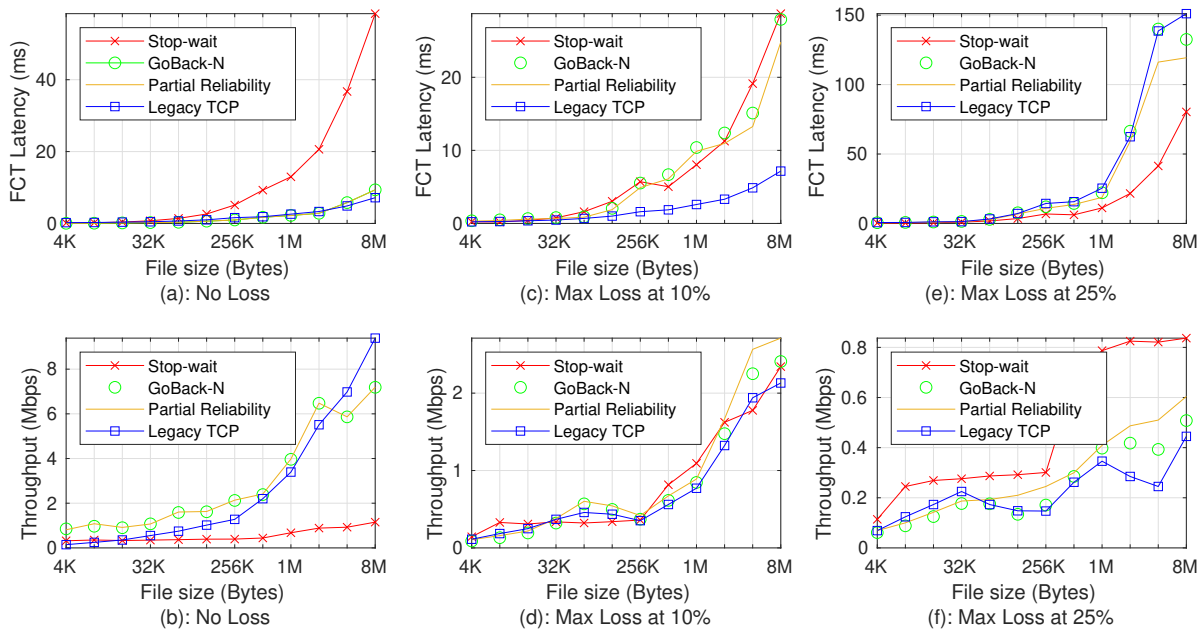 FCT Latency (ms)
60
40
20
0
Stop-wait
GoBack-N
Partial Reliability
Legacy TCP
4K 32K 256K 1M 8M
File size (Bytes)
(a): No Loss
FCT Latency (ms)
20
10
0
Stop-wait
GoBack-N
Partial Reliability
Legacy TCP
4K 32K 256K 1M 8M
File size (Bytes)
(c): Max Loss at 10%
FCT Latency (ms)
150
100
50
0
Stop-wait
GoBack-N
Partial Reliability
Legacy TCP
4K 32K 256K 1M 8M
File size (Bytes)
(e): Max Loss at 25%
Throughput (Mbps)
8
6
4
2
0
Stop-wait
GoBack-N
Partial Reliability
Legacy TCP
4K 32K 256K 1M 8M
File size (Bytes)
(b): No Loss
Throughput (Mbps)
2
1
0
Stop-wait
GoBack-N
Partial Reliability
Legacy TCP
4K 32K 256K 1M 8M
File size (Bytes)
(d): Max Loss at 10%
Throughput (Mbps)
0.8
0.6
0.4
0.2
0
Stop-wait
GoBack-N
Partial Reliability
Legacy TCP
4K 32K 256K 1M 8M
File size (Bytes)
(f): Max Loss at 25%